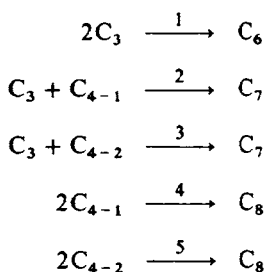 2C₃ —1→ C₆
C₃ + C₄₋₁ —2→ C₇
C₃ + C₄₋₂ —3→ C₇
2C₄₋₁ —4→ C₈
2C₄₋₂ —5→ C₈